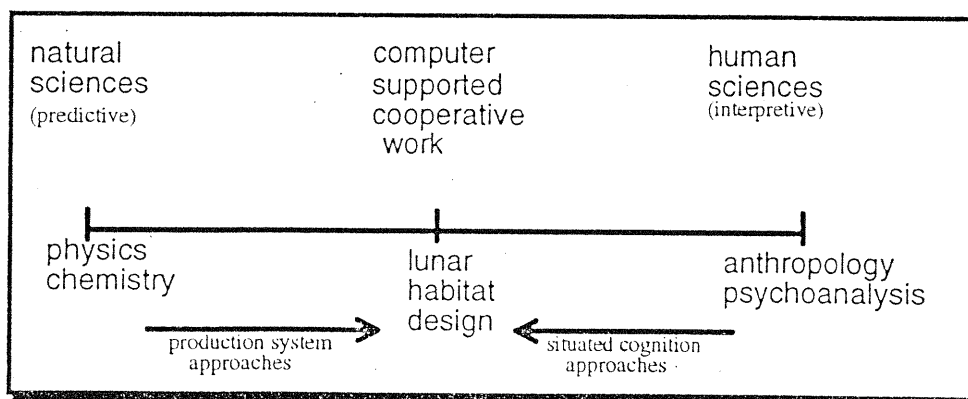 natural
sciences
(predictive)
computer
supported
cooperative
work
human
sciences
(interpretive)
physics
chemistry
lunar
habitat
design
anthropology
psychoanalysis
production system
approaches
situated cognition
approaches